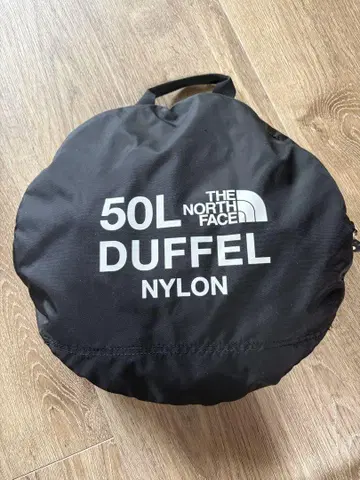 50L THE NORTH FACE
DUFFEL
NYLON